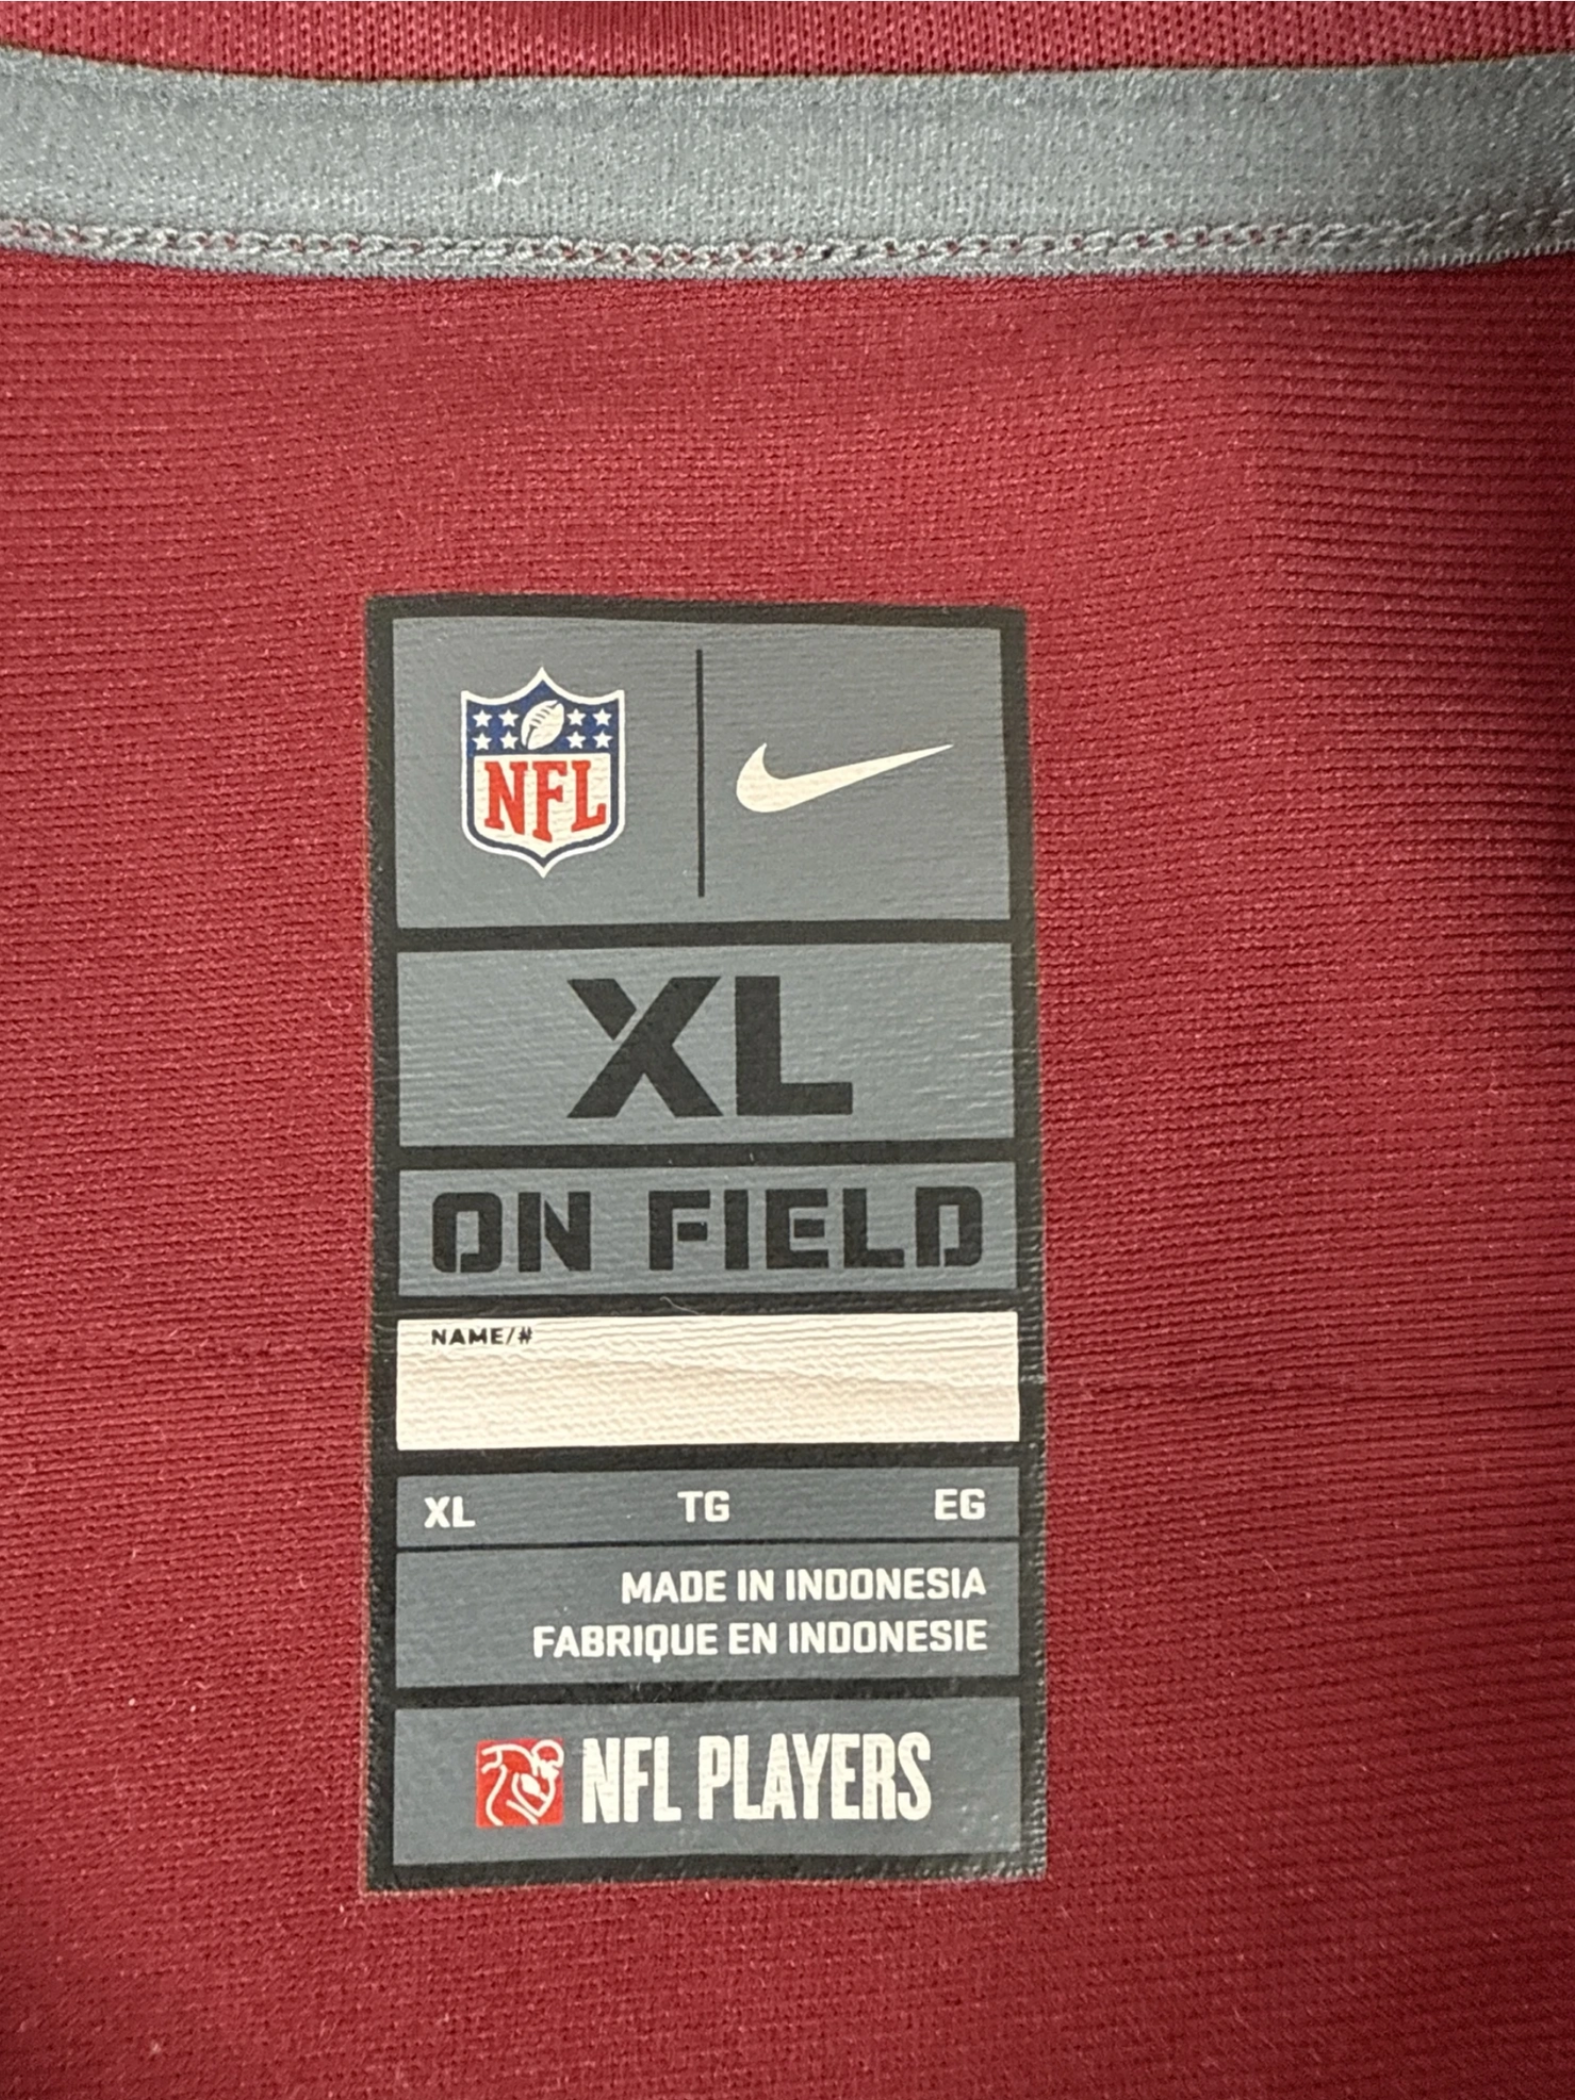 NFL
XL
ON FIELD
NAME/#
XL TG EG
MADE IN INDONESIA
FABRIQUE EN INDONESIE
NFL PLAYERS